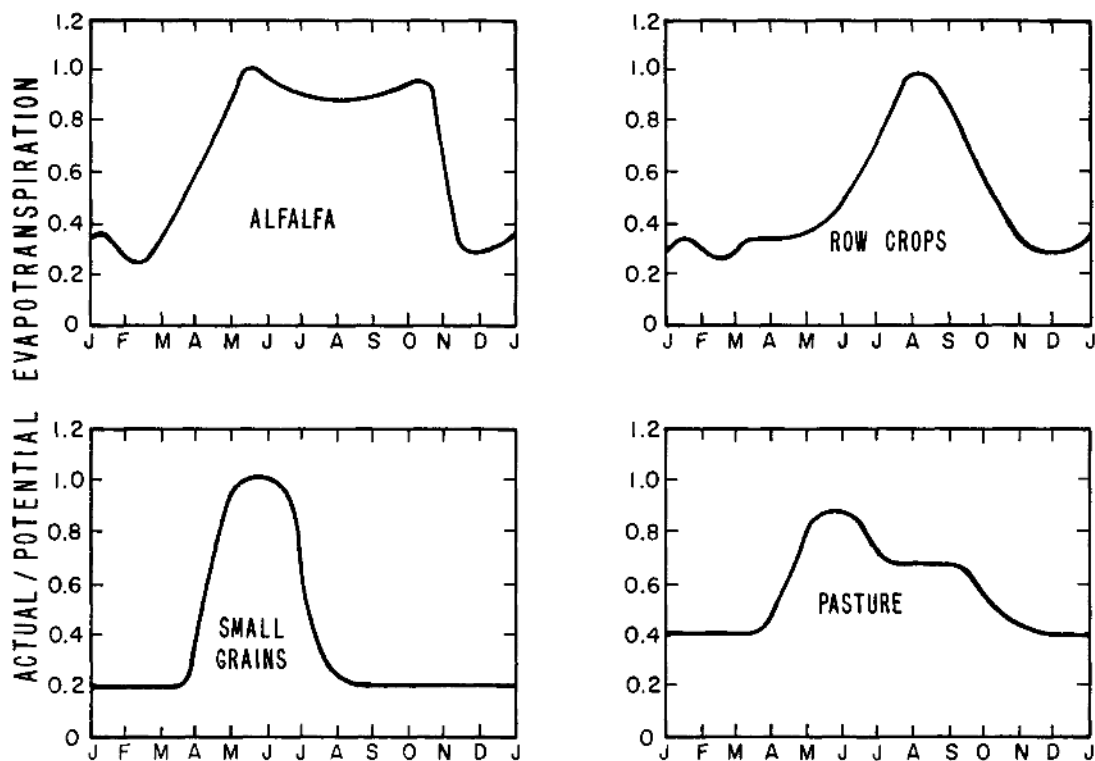 ACTUAL / POTENTIAL EVAPOTRANSPIRATION
1.2
1.0
0.8
0.6
0.4
0.2
0
ALFALFA
J F M A M J J A S O N D J
1.2
1.0
0.8
0.6
0.4
0.2
0
ROW CROPS
J F M A M J J A S O N D J
1.2
1.0
0.8
0.6
0.4
0.2
0
SMALL
GRAINS
J F M A M J J A S O N D J
1.2
1.0
0.8
0.6
0.4
0.2
0
PASTURE
J F M A M J J A S O N D J